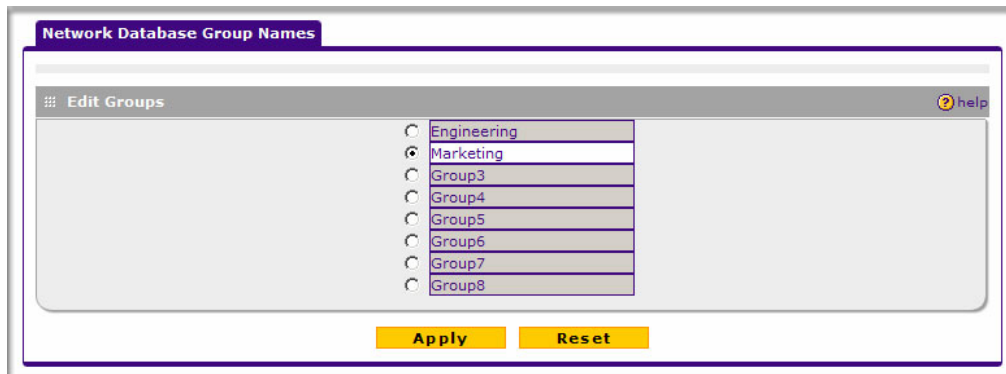 Network Database Group Names
Edit Groups
help
Engineering
Marketing
Group3
Group4
Group5
Group6
Group7
Group8
Apply
Reset